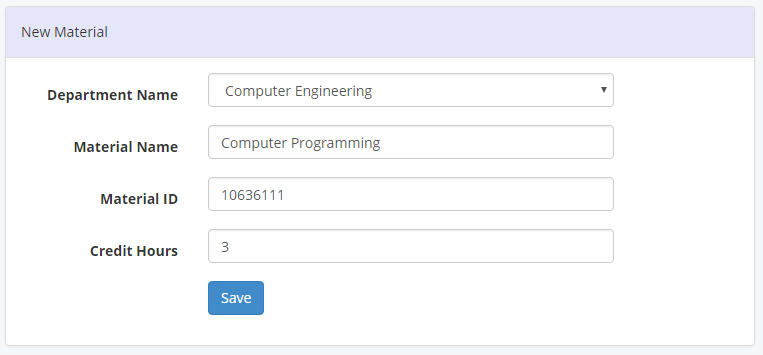 New Material
Department Name Computer Engineering
Material Name Computer Programming
Material ID 10636111
Credit Hours 3
Save